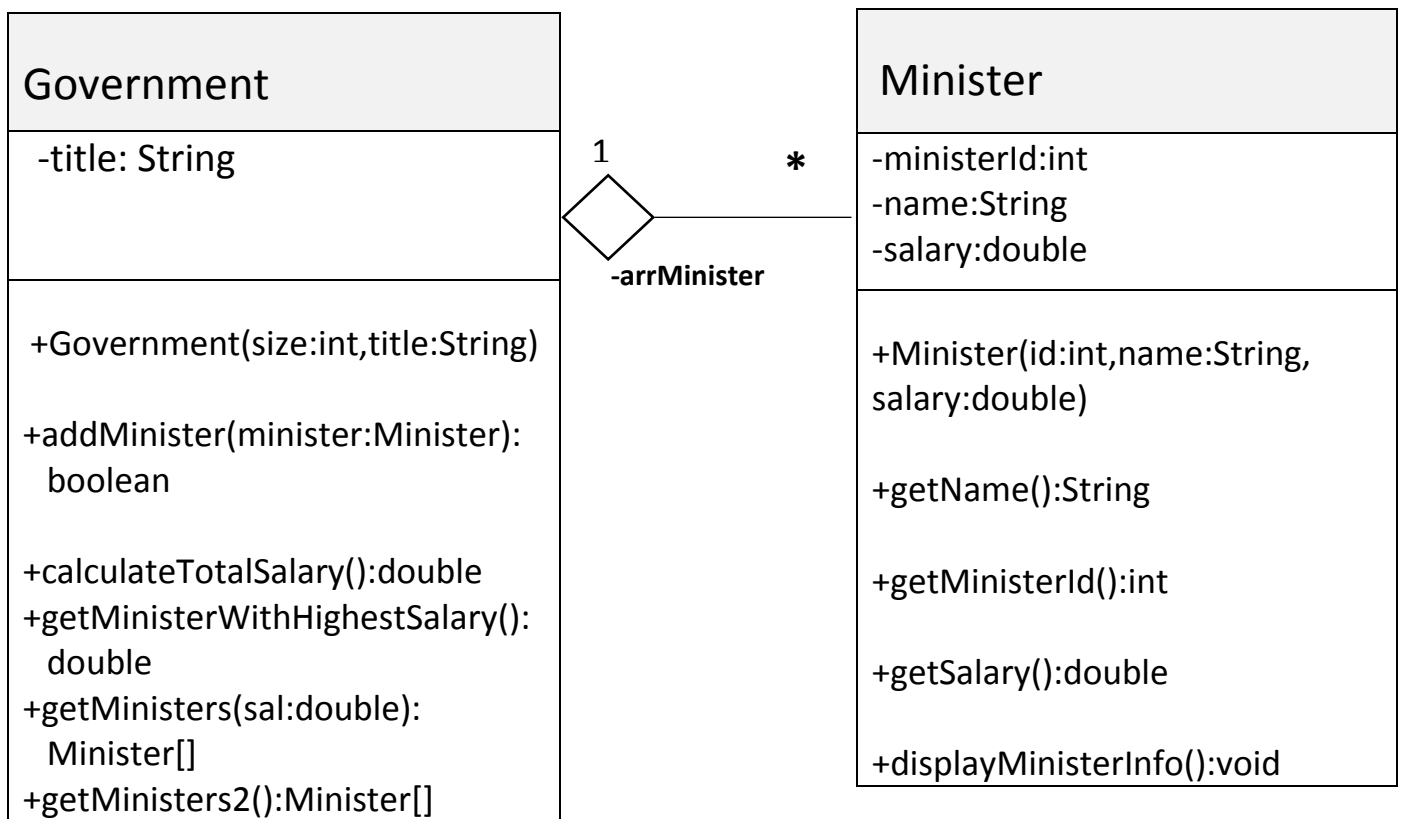 Government
-title: String
+Government(size:int,title:String)
+addMinister(minister:Minister):
boolean
+calculateTotalSalary():double
+getMinisterWithHighestSalary():
double
+getMinisters(sal:double):
Minister[]
+getMinisters2():Minister[]
1
*
-arrMinister
Minister
-ministerId:int
-name:String
-salary:double
+Minister(id:int,name:String,
salary:double)
+getName():String
+getMinisterId():int
+getSalary():double
+displayMinisterInfo():void